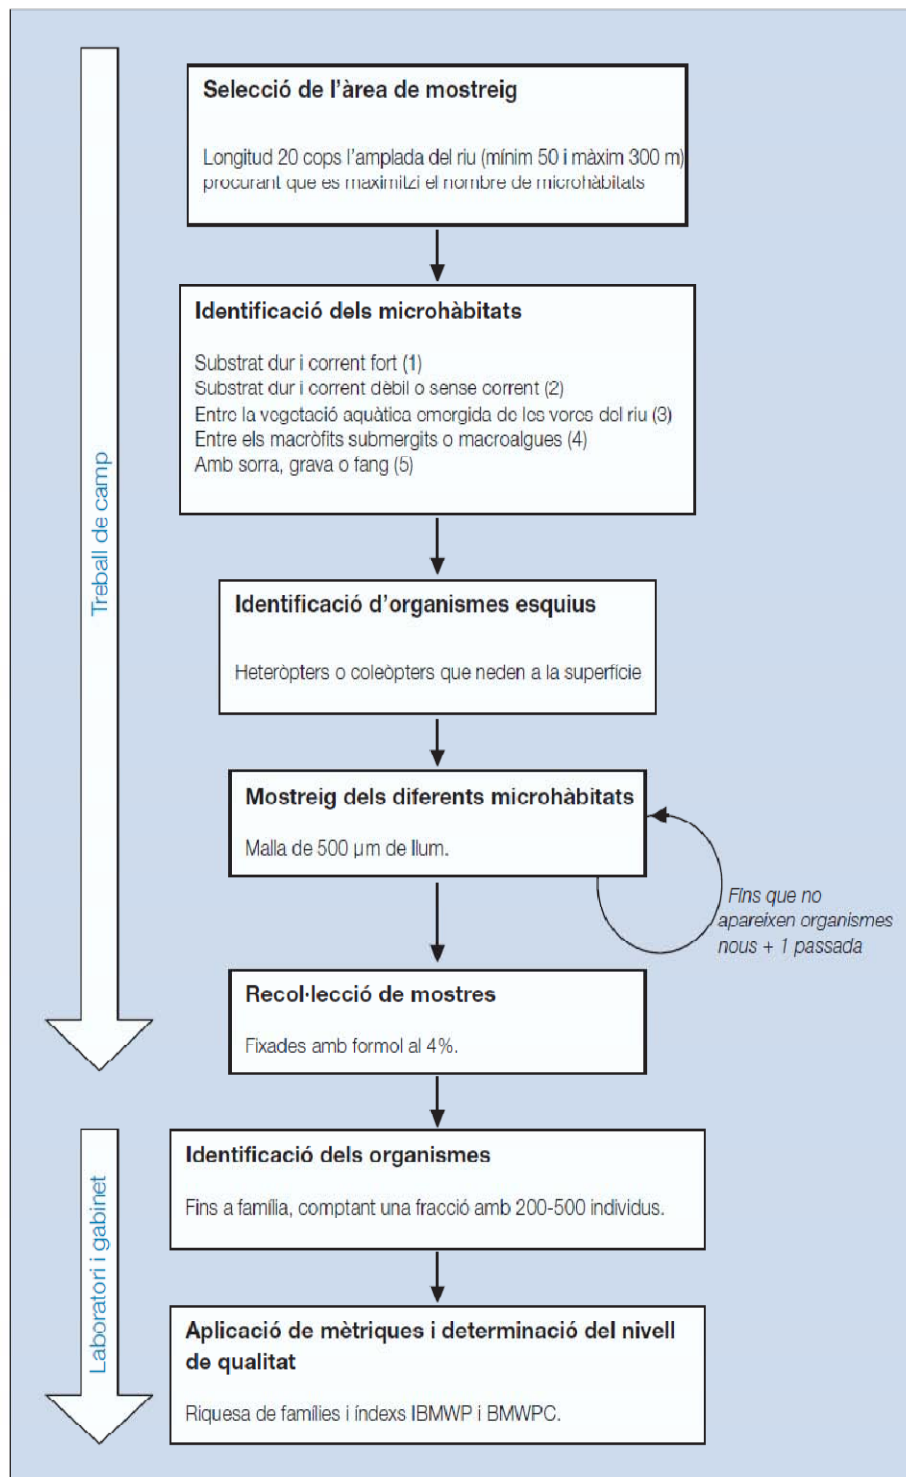 Selecció de l'àrea de mostreig
Longitud 20 cops l'amplada del riu (mínim 50 i màxim 300 m)
procurant que es maximitzi el nombre de microhàbitats
Identificació dels microhàbitats
Substrat dur i corrent fort (1)
Substrat dur i corrent dèbil o sense corrent (2)
Entre la vegetació aquàtica emergida de les vores del riu (3)
Entre els macròfits submergits o macroalgues (4)
Amb sorra, grava o fang (5)
Treball de camp
Identificació d'organismes esquius
Heteròpters o coleòpters que neden a la superfície
Mostreig dels diferents microhàbitats
Malla de 500 µm de llum.
Fins que no
apareixen organismes
nous + 1 passada
Recol·lecció de mostres
Fixades amb formol al 4%.
Identificació dels organismes
Fins a família, comptant una fracció amb 200-500 individus.
Laboratori i gabinet
Aplicació de mètriques i determinació del nivell
de qualitat
Riquesa de famílies i índexs IBMWP i BMWPC.